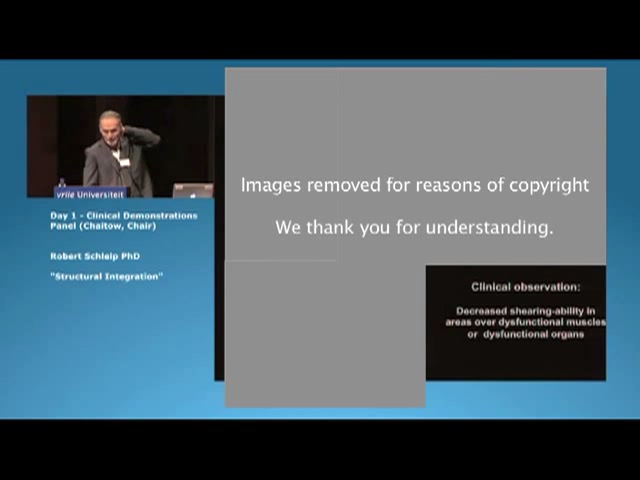 vrije Universiteit
Day 1 - Clinical Demonstrations
Panel (Chaitow, Chair)
Robert Schleip PhD
"Structural Integration"
Images removed for reasons of copyright
We thank you for understanding.
Clinical observation:
Decreased shearing-ability in
areas over dysfunctional muscles
or dysfunctional organs